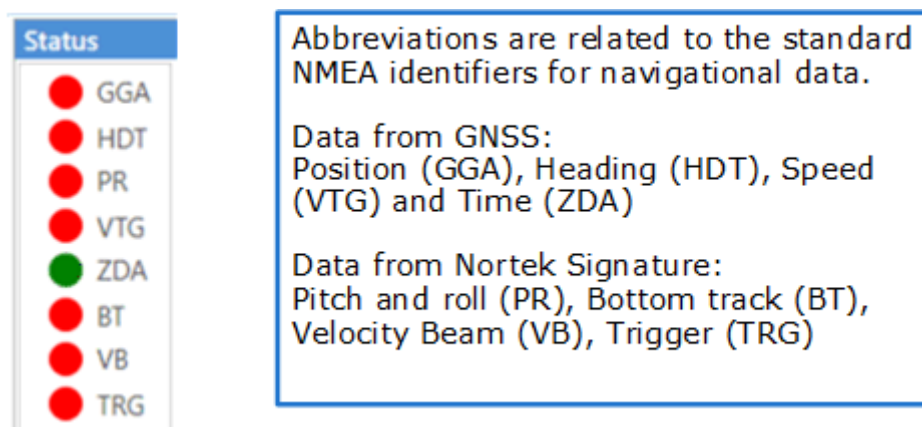 Status
GGA
HDT
PR
VTG
ZDA
BT
VB
TRG
Abbreviations are related to the standard
NMEA identifiers for navigational data.
Data from GNSS:
Position (GGA), Heading (HDT), Speed
(VTG) and Time (ZDA)
Data from Nortek Signature:
Pitch and roll (PR), Bottom track (BT),
Velocity Beam (VB), Trigger (TRG)